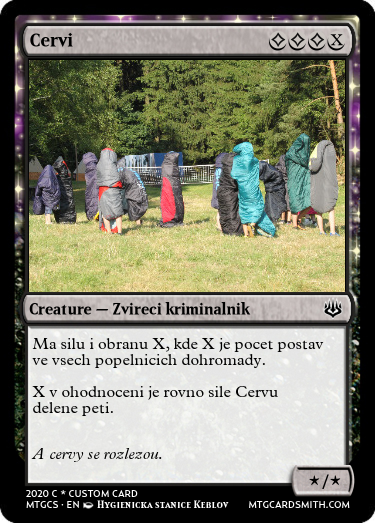 Cervi
X
Creature — Zvireci kriminalnik
Ma silu i obranu X, kde X je pocet postav
ve vsech popelnicich dohromady.
X v ohodnoceni je rovno sile Cervu
delene peti.
A cervy se rozlezou.
★/★
2020 C * CUSTOM CARD
MTGCS · EN HYGIENICKA STANICE KEBLOV
MTGCARDSMITH.COM